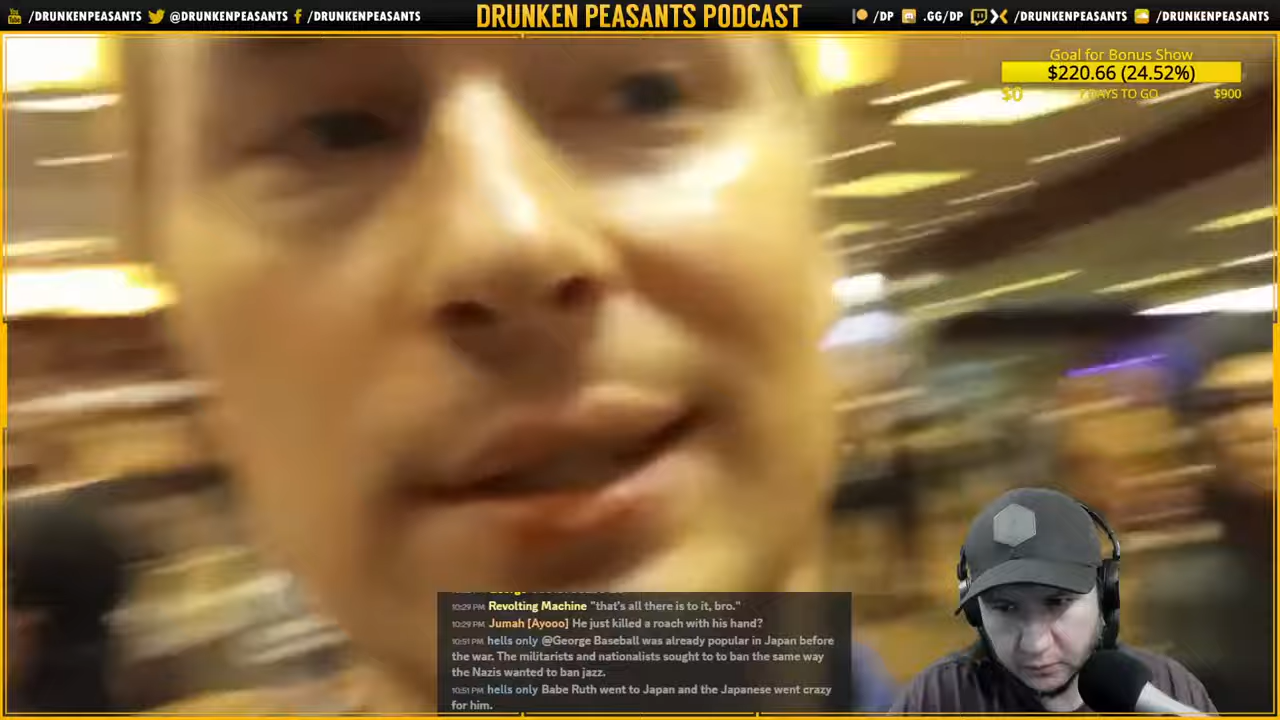 /DRUNKENPEASANTS @DRUNKENPEASANTS /DRUNKENPEASANTS DRUNKEN PEASANTS PODCAST /DP .GG/DP /DRUNKENPEASANTS /DRUNKENPEASANTS
Goal for Bonus Show
$220.66 (24.52%)
$0 7 DAYS TO GO $900
10:29 PM Revolting Machine "that's all there is to it, bro."
10:29 PM Jumah [Ayooo] He just killed a roach with his hand?
10:51 PM hells only @George Baseball was already popular in Japan before
the war. The militarists and nationalists sought to to ban the same way
the Nazis wanted to ban jazz.
10:51 PM hells only Babe Ruth went to Japan and the Japanese went crazy
for him.